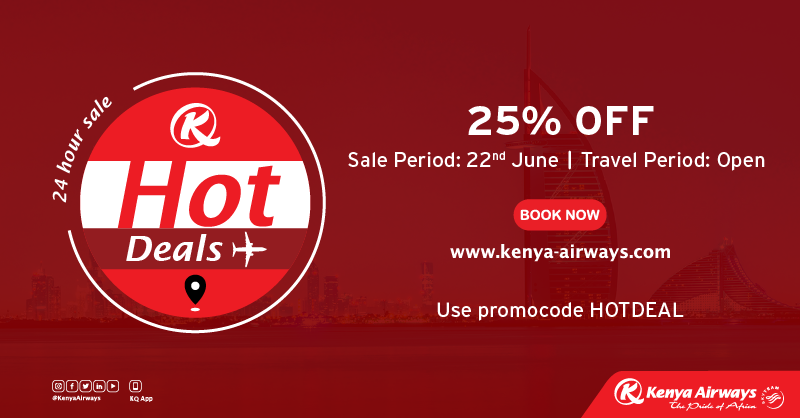 24 hour sale
Hot
Deals
25% OFF
Sale Period: 22nd June | Travel Period: Open
BOOK NOW
www.kenya-airways.com
Use promocode HOTDEAL
#KenyaAirways
KQ App
Kenya Airways
The Pride of Africa
SKYTEAM